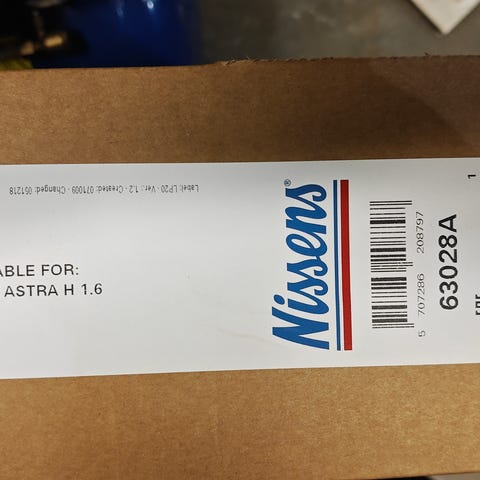 Label: LP20 - Ver.: 1.2 - Created: 071009 - Changed: 051218
ABLE FOR:
ASTRA H 1.6
Nissens®
5 707286 208797
63028A
1